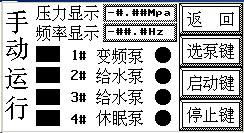 手动运行
压力显示 -#.##Mpa
频率显示 -##.#Hz
1# 变频泵
2# 给水泵
3# 给水泵
4# 休眠泵
返 回
选泵键
启动键
停止键